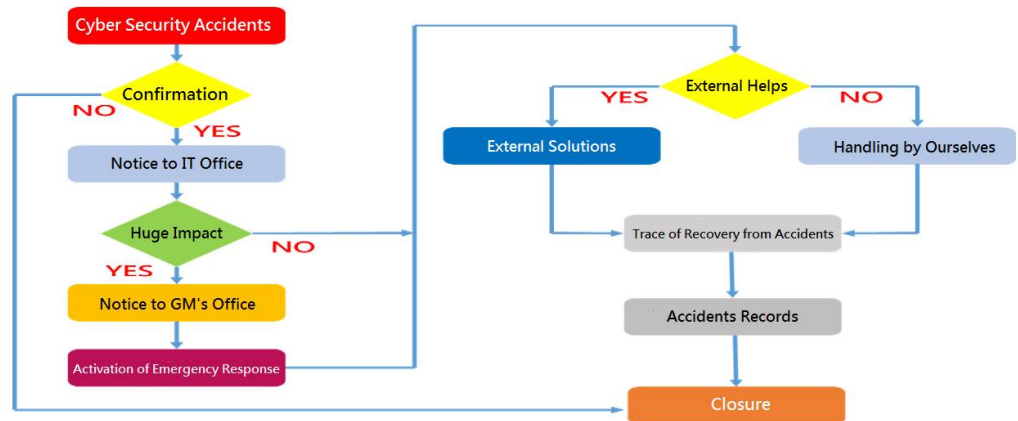 Cyber Security Accidents
Confirmation
NO
YES
Notice to IT Office
Huge Impact
NO
YES
Notice to GM's Office
Activation of Emergency Response
External Helps
YES
NO
External Solutions
Handling by Ourselves
Trace of Recovery from Accidents
Accidents Records
Closure